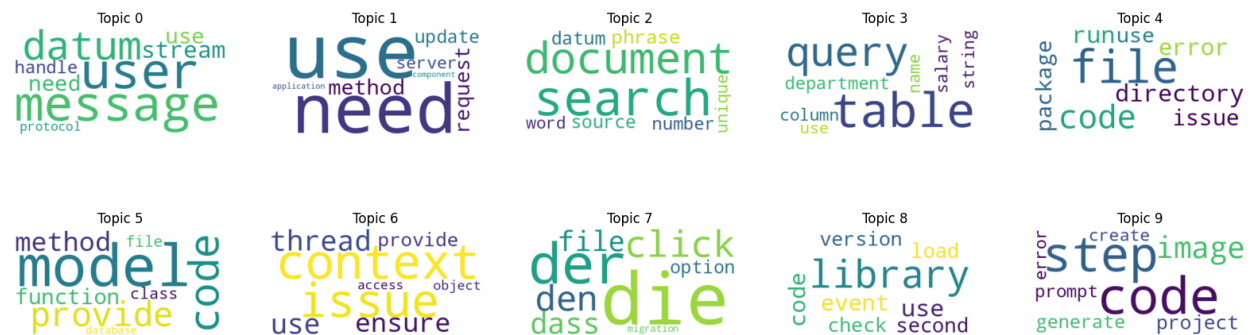 Topic 0
datum use stream
handle user
need
message
protocol
Topic 1
use update
server
component
application method
need request
Topic 2
datum phrase
document
search
unique
word source number
Topic 3
query
department name salary string
column table
use
Topic 4
run use error
file
package directory
code issue
Topic 5
method file
model code
function class
provide
database
Topic 6
thread provide
context
access object
issue
use ensure
Topic 7
file click
der option
den die
dass migration
Topic 8
version load
library
code event use
check second
Topic 9
error create image
step
prompt code
generate project